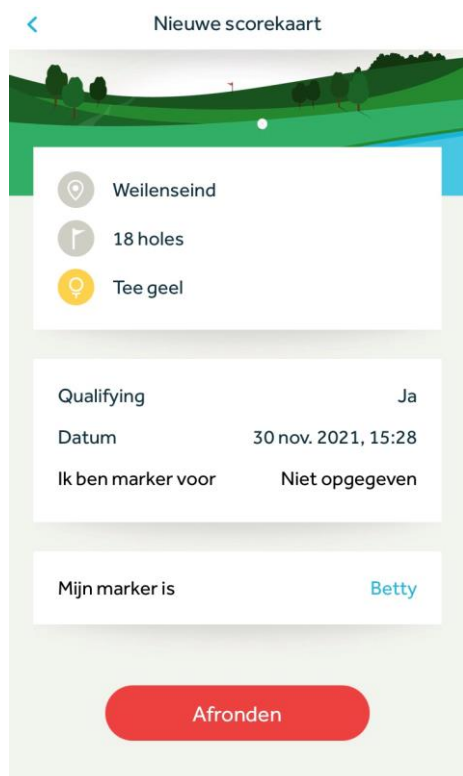 Nieuwe scorekaart
Weilenseind
18 holes
Tee geel
Qualifying Ja
Datum 30 nov. 2021, 15:28
Ik ben marker voor Niet opgegeven
Mijn marker is Betty
Afronden